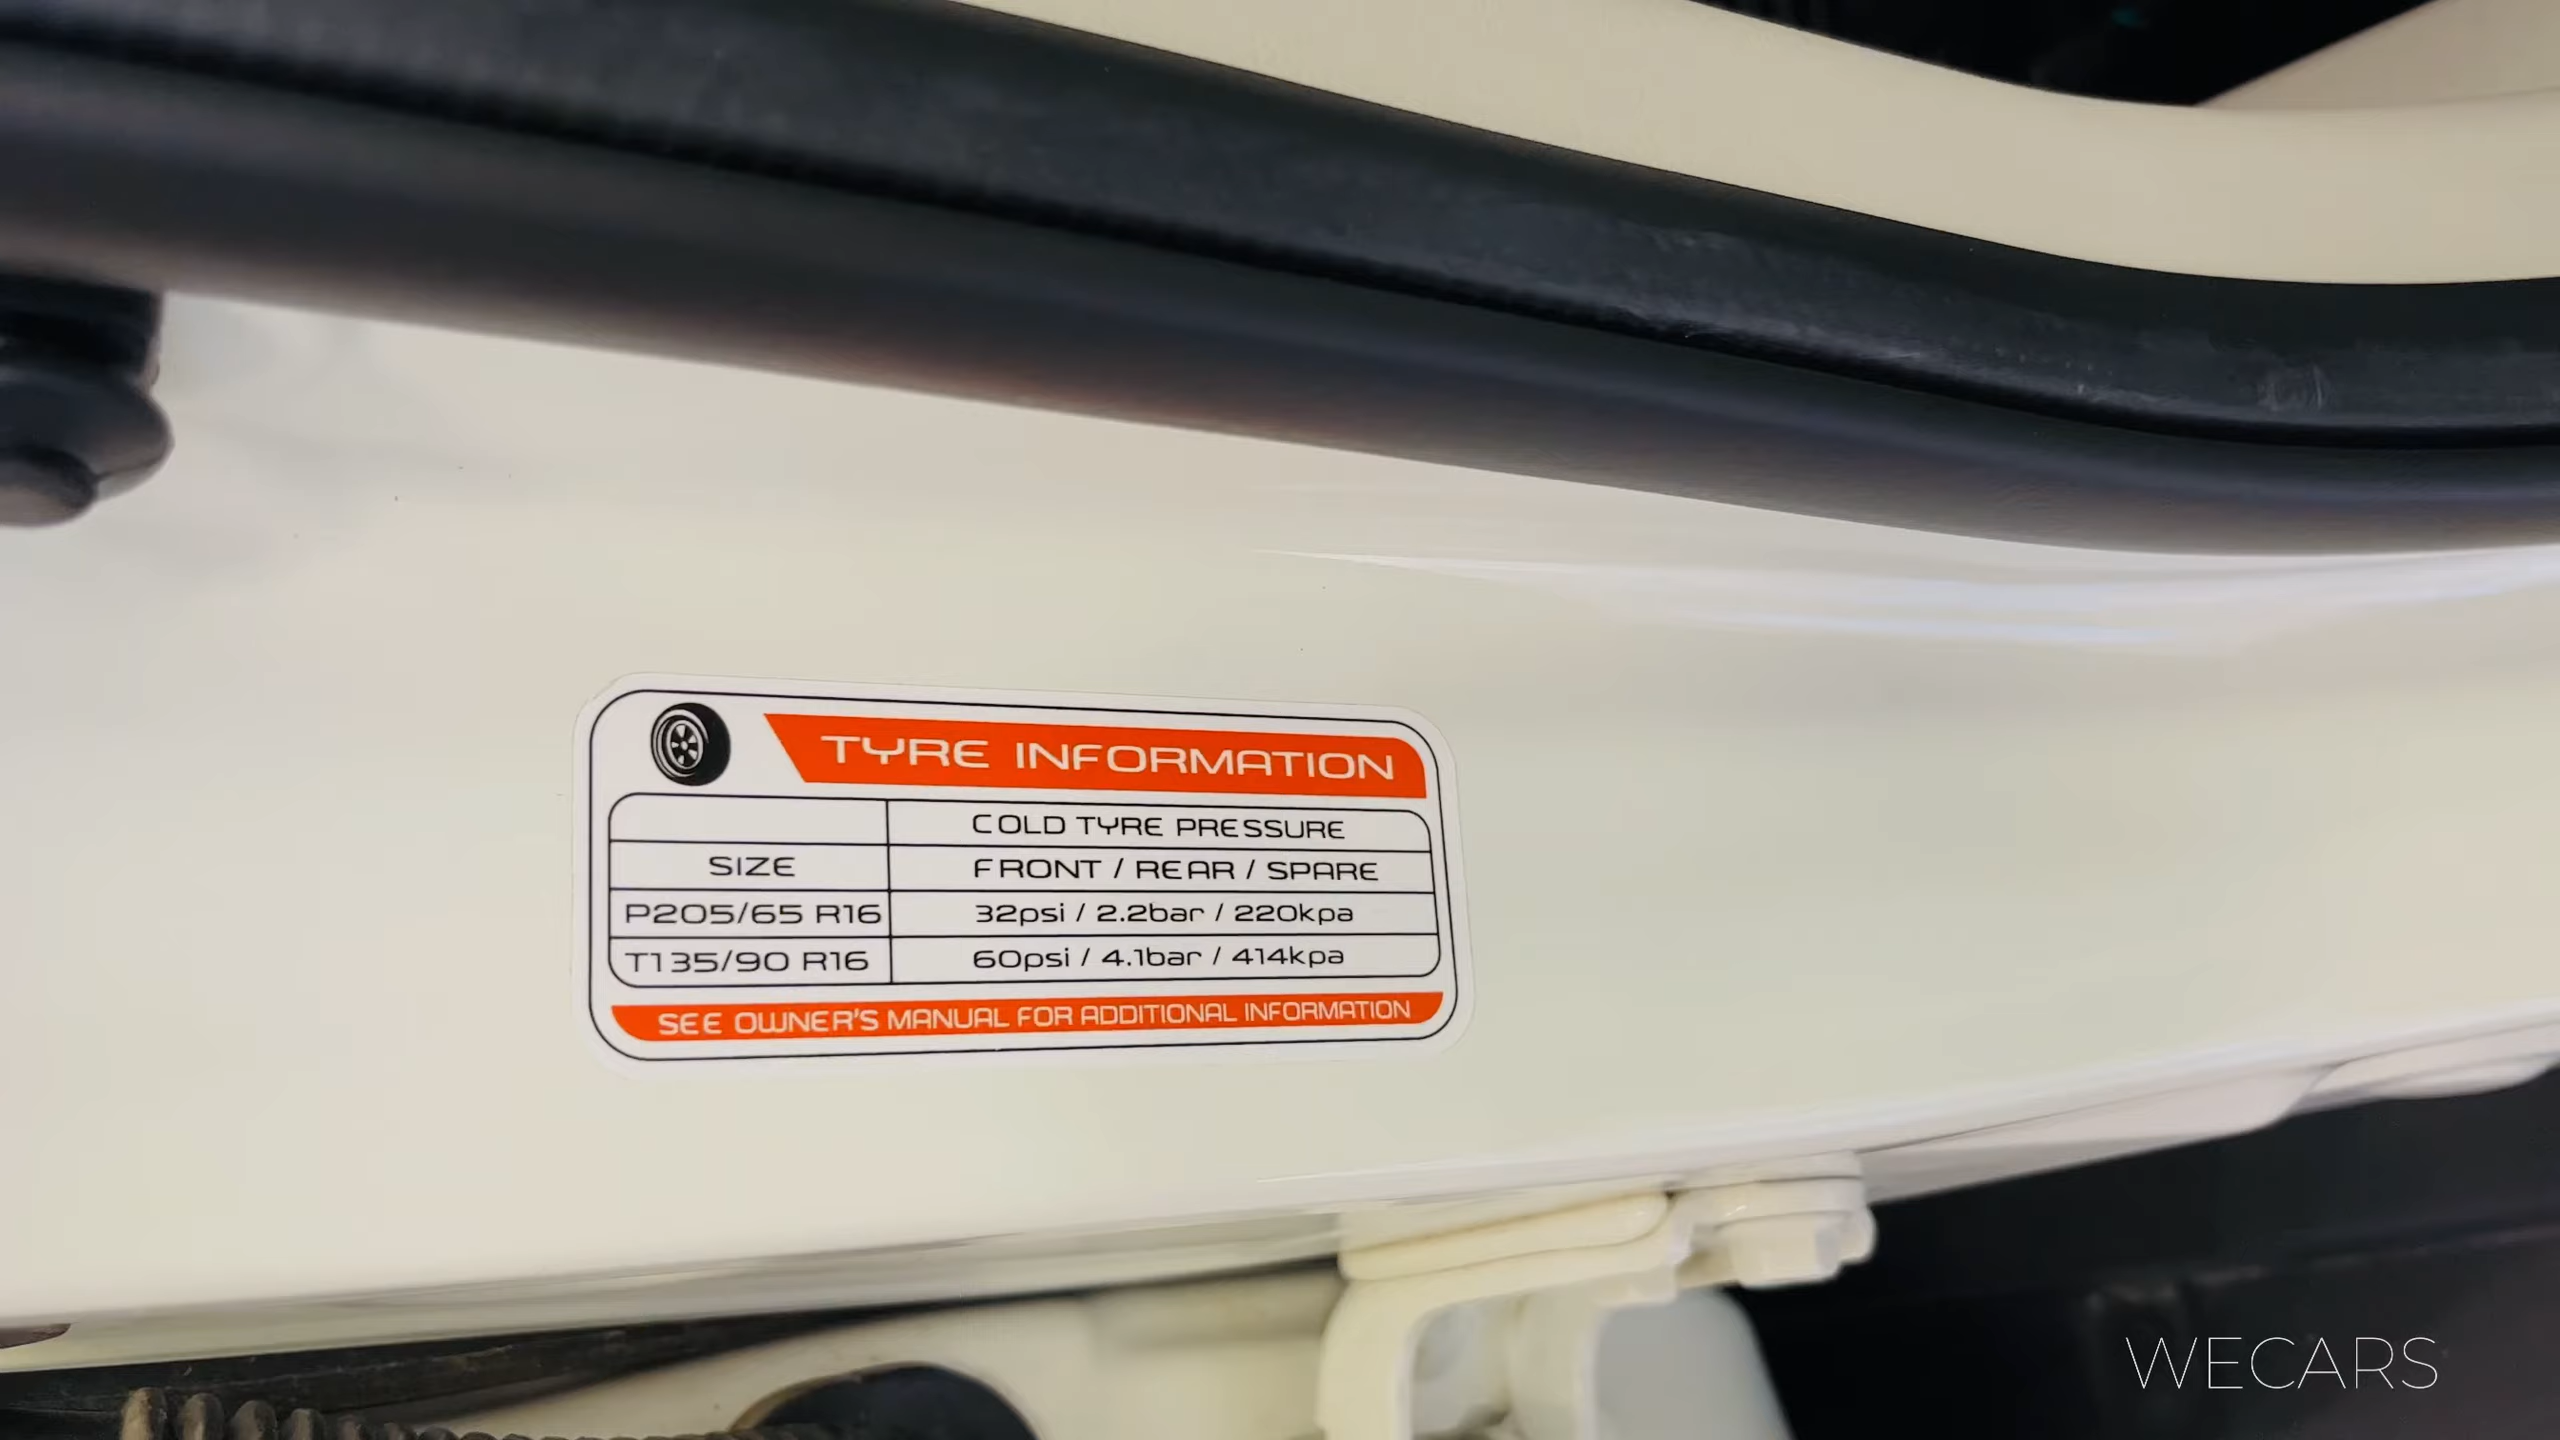 TYRE INFORMATION
COLD TYRE PRESSURE
SIZE FRONT / REAR / SPARE
P205/65 R16 32psi / 2.2bar / 220kpa
T135/90 R16 60psi / 4.1bar / 414kpa
SEE OWNER'S MANUAL FOR ADDITIONAL INFORMATION
WECARS